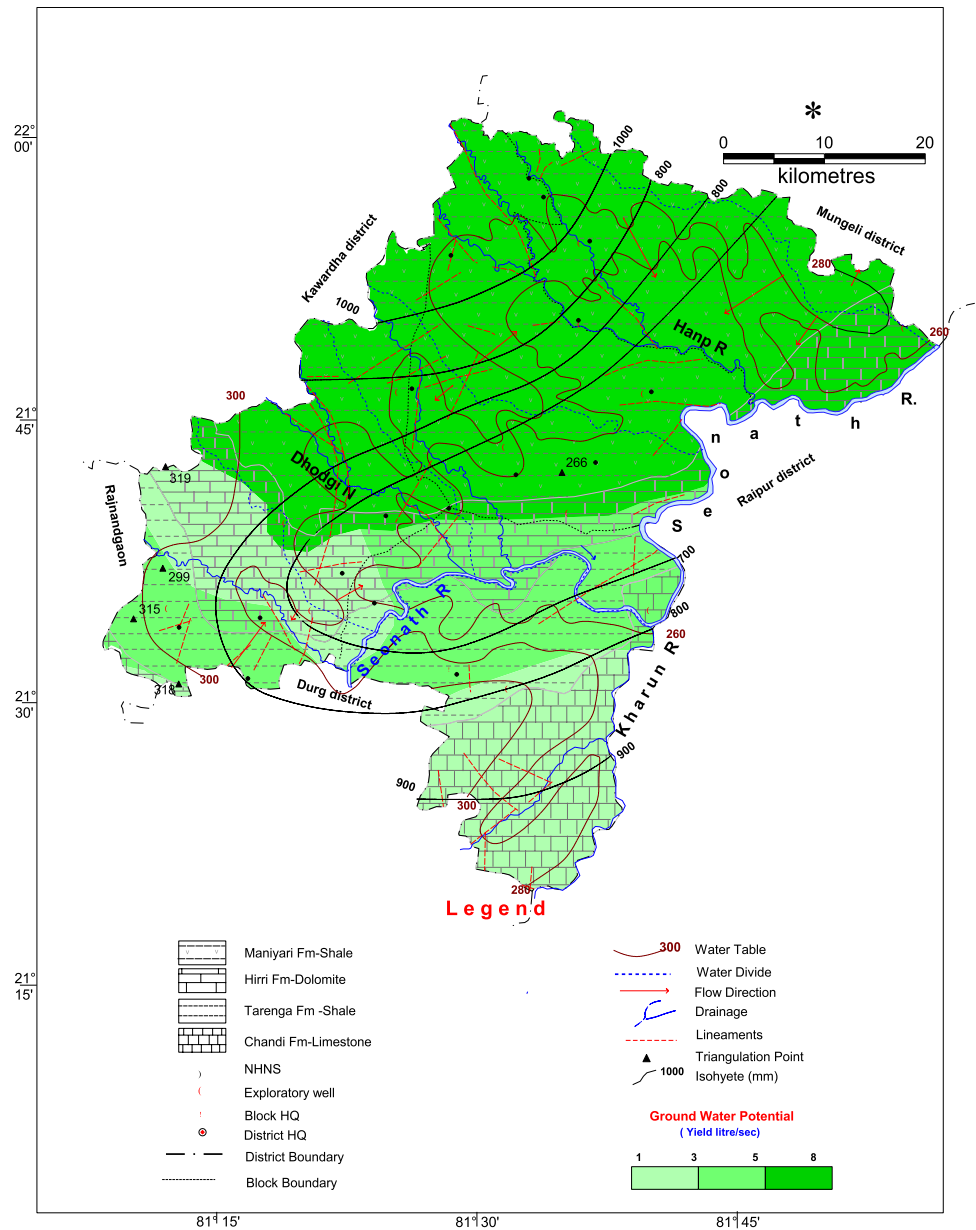 22°
00'
*
0 10 20
kilometres
1000
800
800
Mungeli district
Kawardha district
280
1000
260
Hanp R
300
R.
21°
45'
n a t h
266
319
Dhodgi N
o
Raipur district
e
S
Rajnandgaon
299
700
315
Seonath R
800
260
300
318
Durg district
21°
30'
Kharun R
900
900
300
280
Legend
Maniyari Fm-Shale
Hirri Fm-Dolomite
Tarenga Fm -Shale
Chandi Fm-Limestone
NHNS
Exploratory well
Block HQ
District HQ
District Boundary
Block Boundary
21°
15'
300 Water Table
Water Divide
Flow Direction
Drainage
Lineaments
Triangulation Point
1000 Isohyete (mm)
Ground Water Potential
( Yield litre/sec)
1 3 5 8
81° 15' 81° 30' 81° 45'